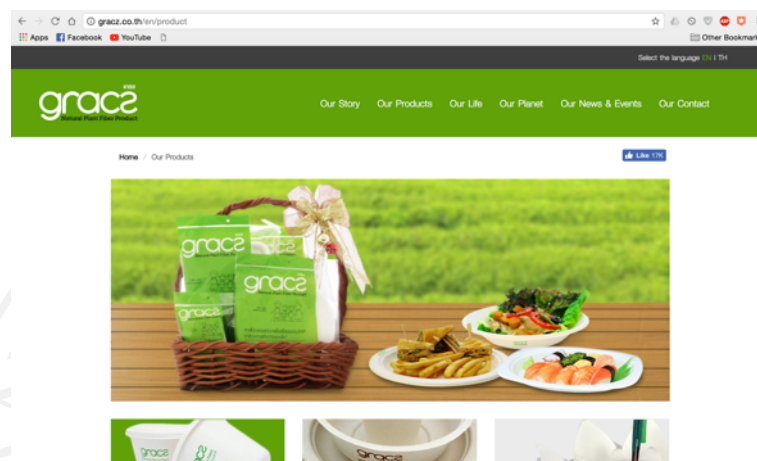 gracz.co.th/en/product
Apps Facebook YouTube Other Bookmark
Select the language EN | TH
gracz
Natural Plant Fiber Product
Our Story Our Products Our Life Our Planet Our News & Events Our Contact
Home / Our Products
Like 17K
gracz
gracz
gracz
gracz
gracz
gracz